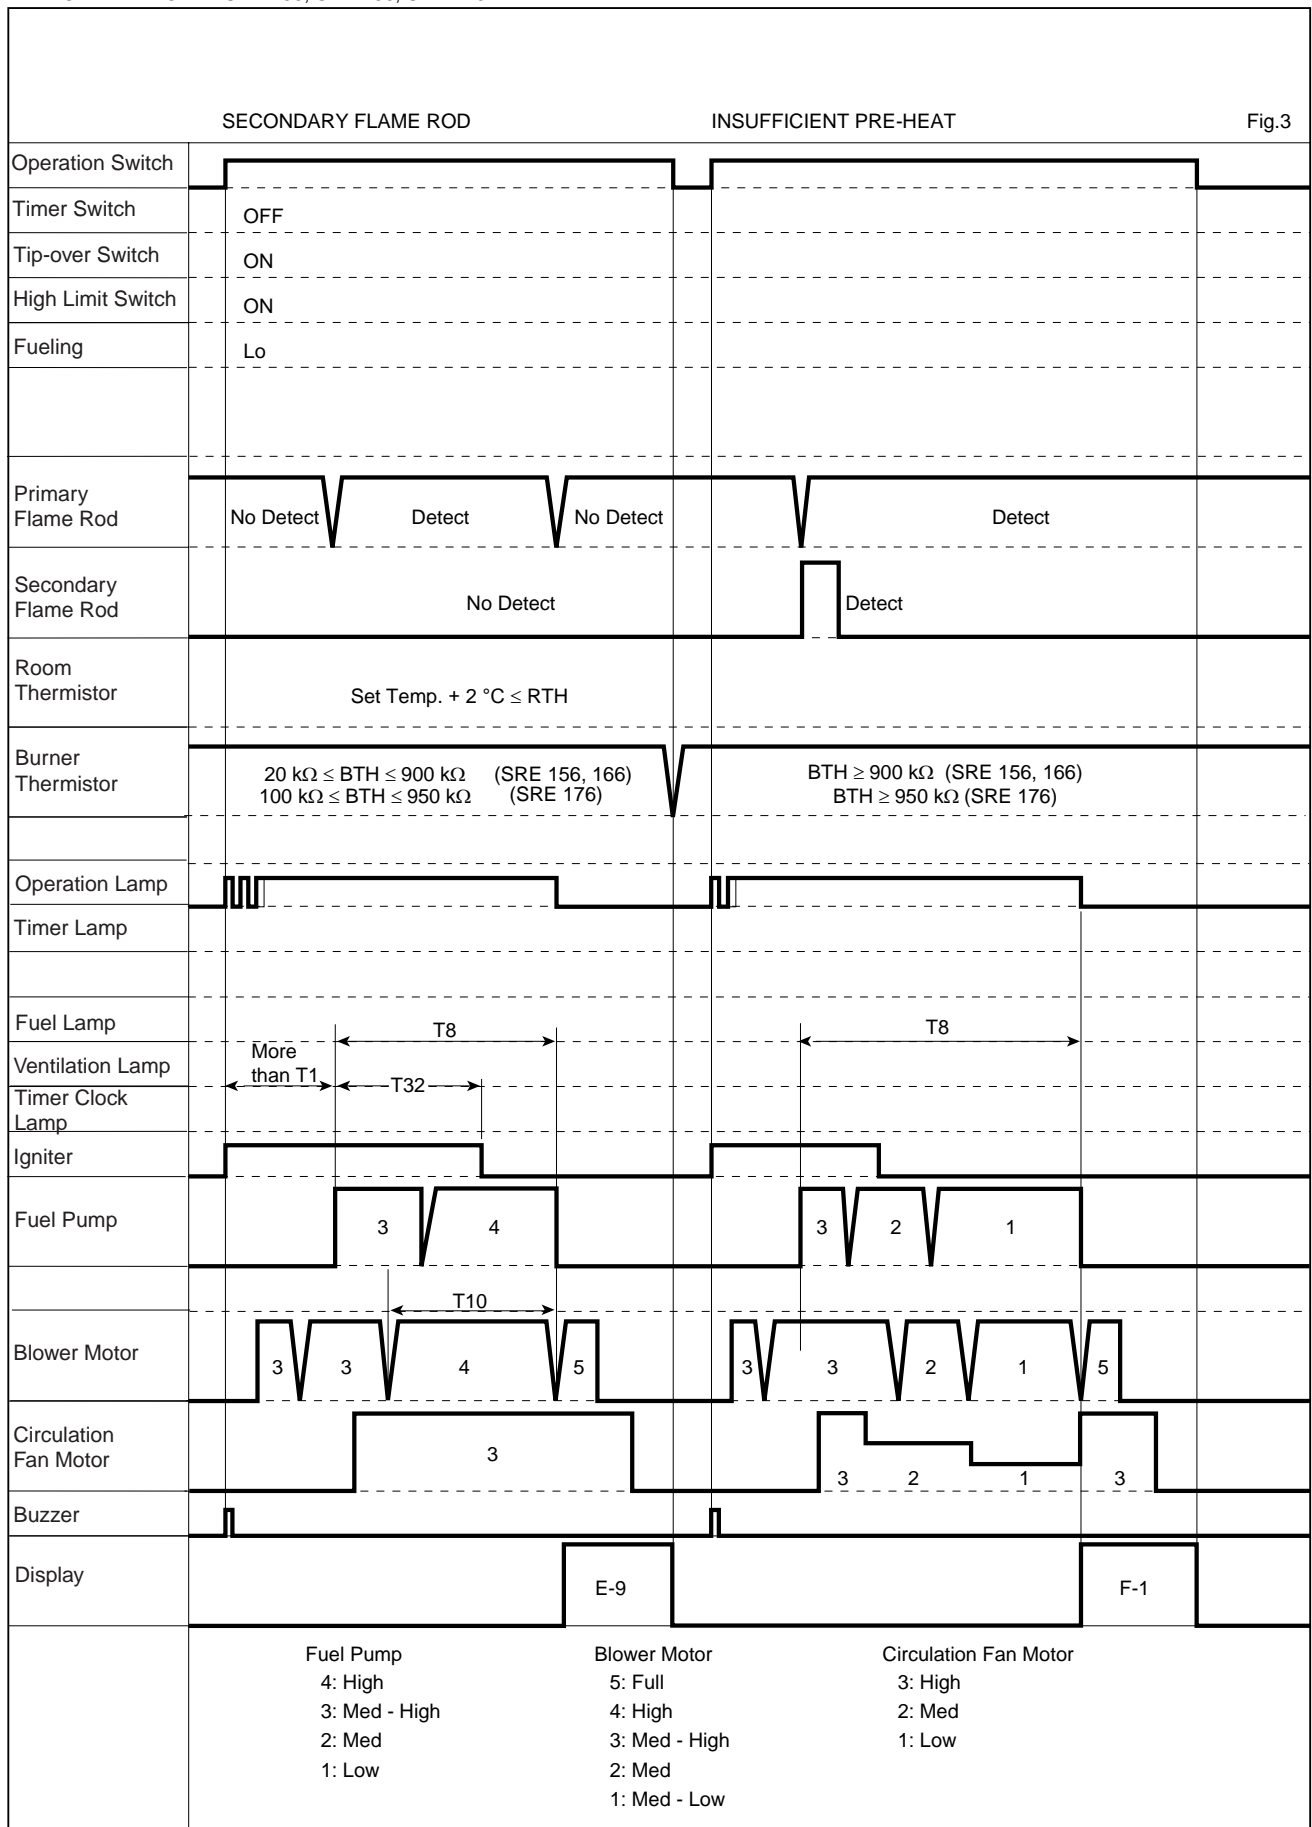 SECONDARY FLAME ROD INSUFFICIENT PRE-HEAT Fig.3
Operation Switch
Timer Switch OFF
Tip-over Switch ON
High Limit Switch ON
Fueling Lo
Primary
Flame Rod No Detect Detect No Detect Detect
Secondary
Flame Rod No Detect Detect
Room
Thermistor Set Temp. + 2 °C ≤ RTH
Burner
Thermistor
20 kΩ ≤ BTH ≤ 900 kΩ (SRE 156, 166) BTH ≥ 900 kΩ (SRE 156, 166)
100 kΩ ≤ BTH ≤ 950 kΩ (SRE 176) BTH ≥ 950 kΩ (SRE 176)
Operation Lamp
Timer Lamp
Fuel Lamp T8 T8
Ventilation Lamp More
than T1 T32
Timer Clock
Lamp
Igniter
Fuel Pump 3 4 3 2 1
T10
Blower Motor 3 3 4 5 3 3 2 1 5
Circulation
Fan Motor 3 3 2 1 3
Buzzer
Display E-9 F-1
Fuel Pump Blower Motor Circulation Fan Motor
4: High 5: Full 3: High
3: Med - High 4: High 2: Med
2: Med 3: Med - High 1: Low
1: Low 2: Med
1: Med - Low